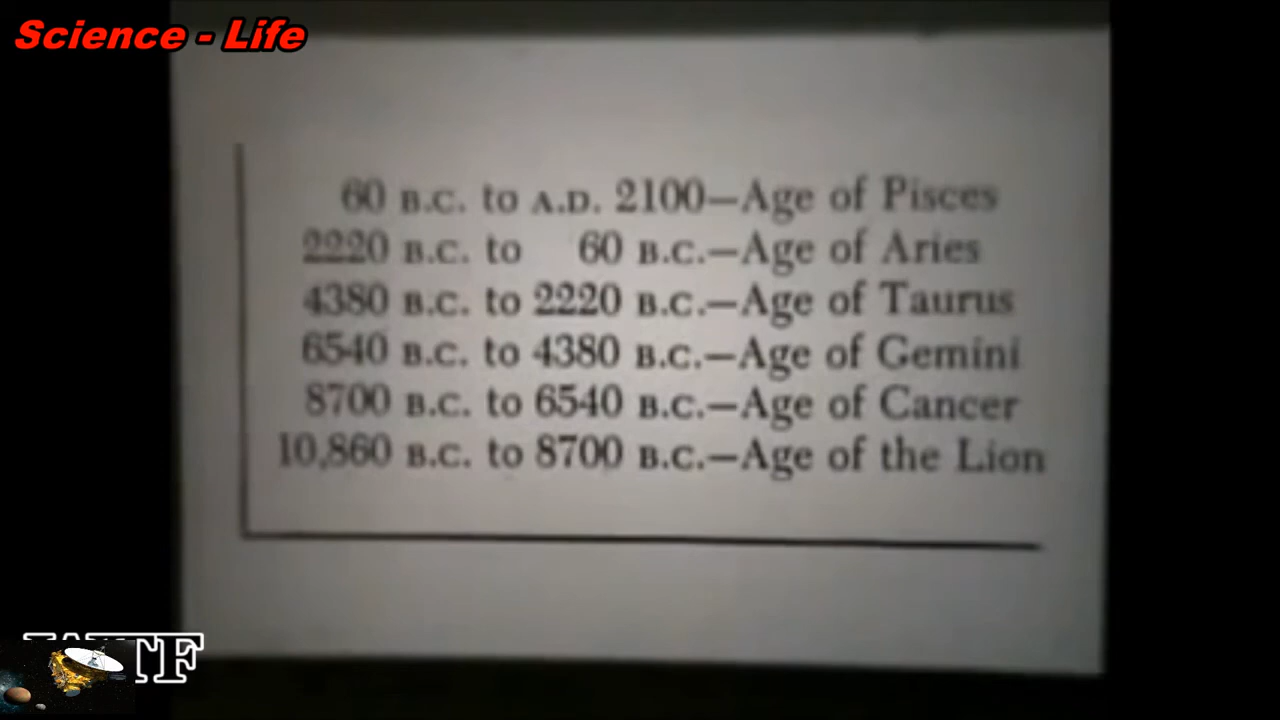 Science - Life
60 B.C. to A.D. 2100—Age of Pisces
2220 B.C. to 60 B.C.—Age of Aries
4380 B.C. to 2220 B.C.—Age of Taurus
6540 B.C. to 4380 B.C.—Age of Gemini
8700 B.C. to 6540 B.C.—Age of Cancer
10,860 B.C. to 8700 B.C.—Age of the Lion